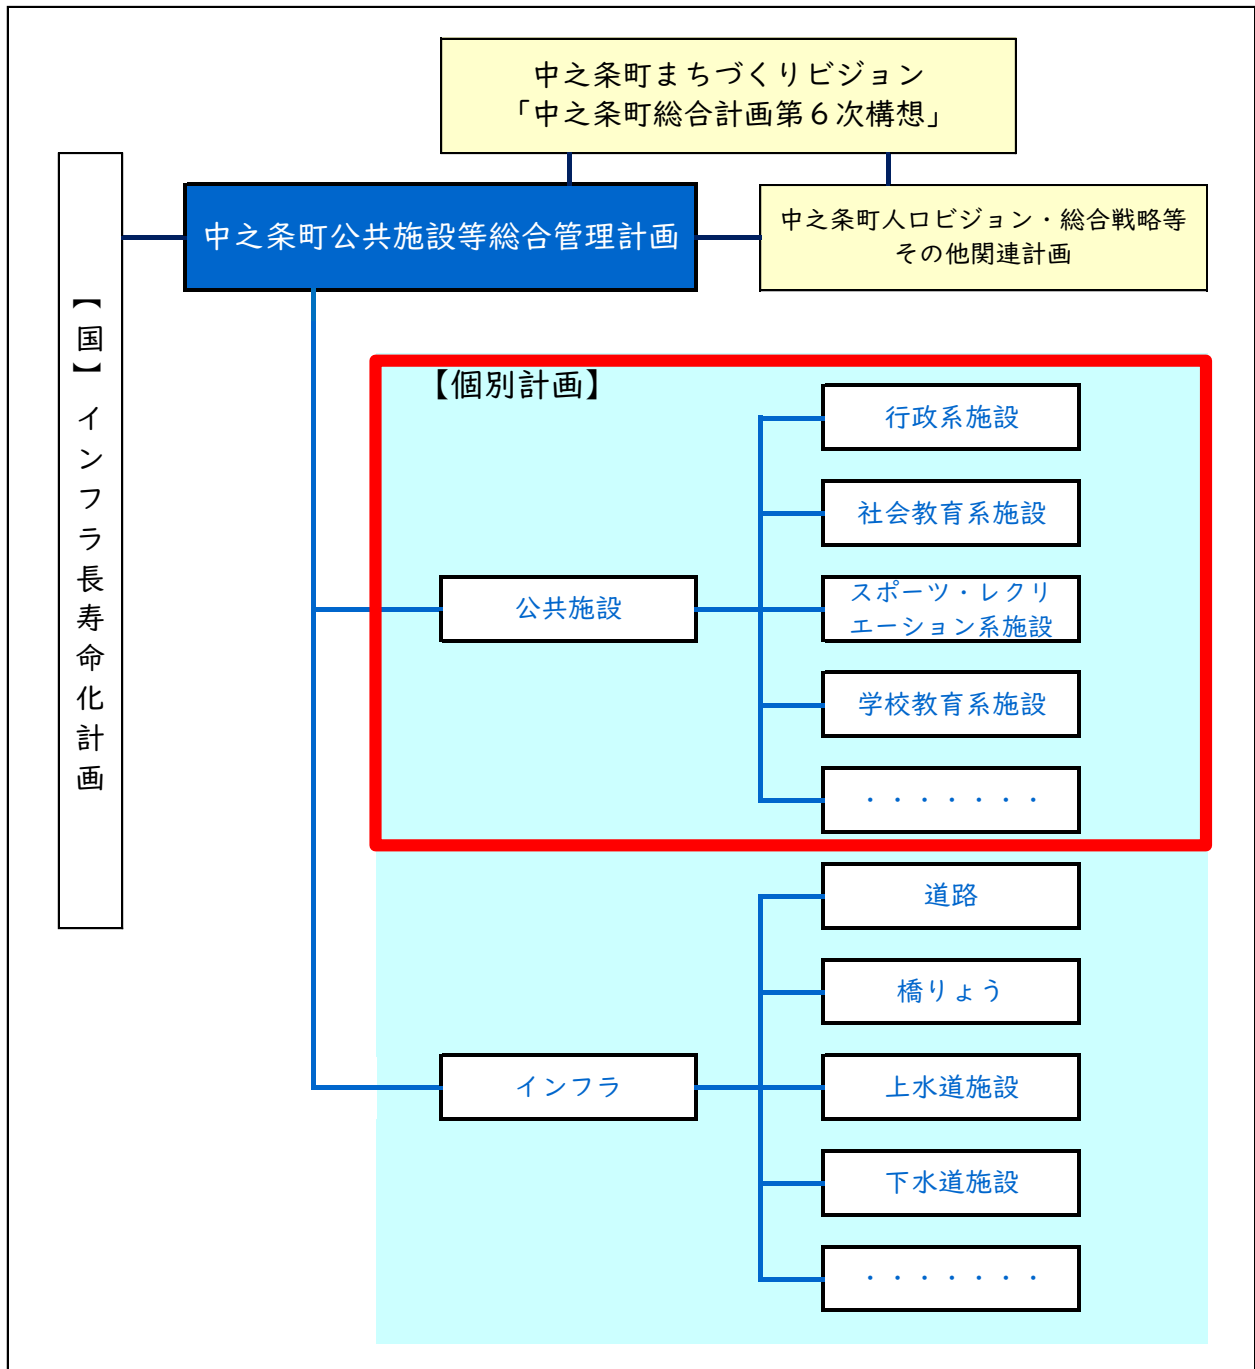 中之条町まちづくりビジョン
「中之条町総合計画第６次構想」
中之条町公共施設等総合管理計画
中之条町人口ビジョン・総合戦略等
その他関連計画
【国】インフラ長寿命化計画
【個別計画】
公共施設
行政系施設
社会教育系施設
スポーツ・レクリ
エーション系施設
学校教育系施設
・・・・・・・
インフラ
道路
橋りょう
上水道施設
下水道施設
・・・・・・・